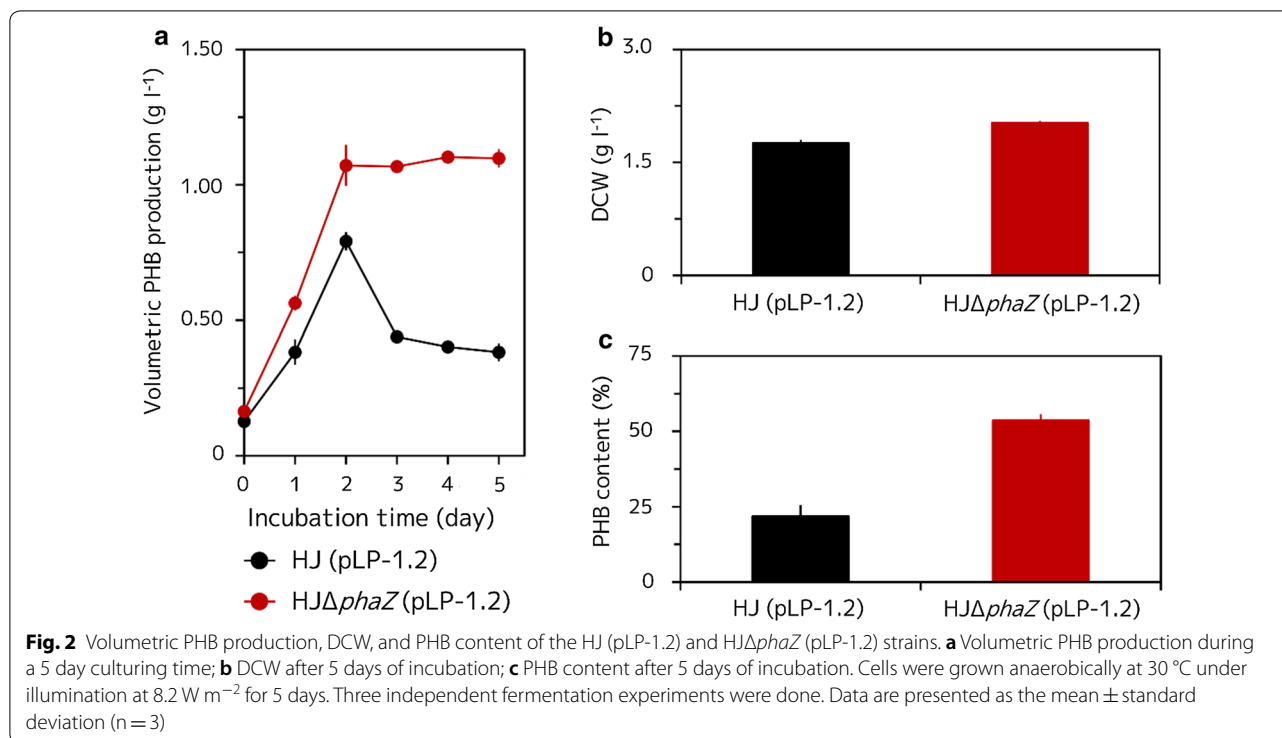 a
Volumetric PHB production (g l⁻¹)
1.50
1.00
0.50
0
0 1 2 3 4 5
Incubation time (day)
HJ (pLP-1.2)
HJΔphaZ (pLP-1.2)
b
DCW (g l⁻¹)
3.0
1.5
0
HJ (pLP-1.2) HJΔphaZ (pLP-1.2)
c
PHB content (%)
75
50
25
0
HJ (pLP-1.2) HJΔphaZ (pLP-1.2)
Fig. 2 Volumetric PHB production, DCW, and PHB content of the HJ (pLP-1.2) and HJΔphaZ (pLP-1.2) strains. a Volumetric PHB production during
a 5 day culturing time; b DCW after 5 days of incubation; c PHB content after 5 days of incubation. Cells were grown anaerobically at 30 °C under
illumination at 8.2 W m⁻² for 5 days. Three independent fermentation experiments were done. Data are presented as the mean ± standard
deviation (n = 3)